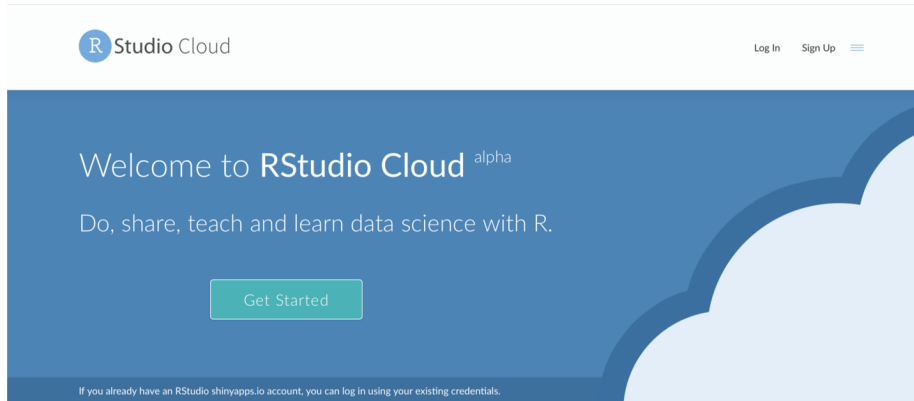 R Studio Cloud
Log In Sign Up
Welcome to RStudio Cloud alpha
Do, share, teach and learn data science with R.
Get Started
If you already have an RStudio shinyapps.io account, you can log in using your existing credentials.